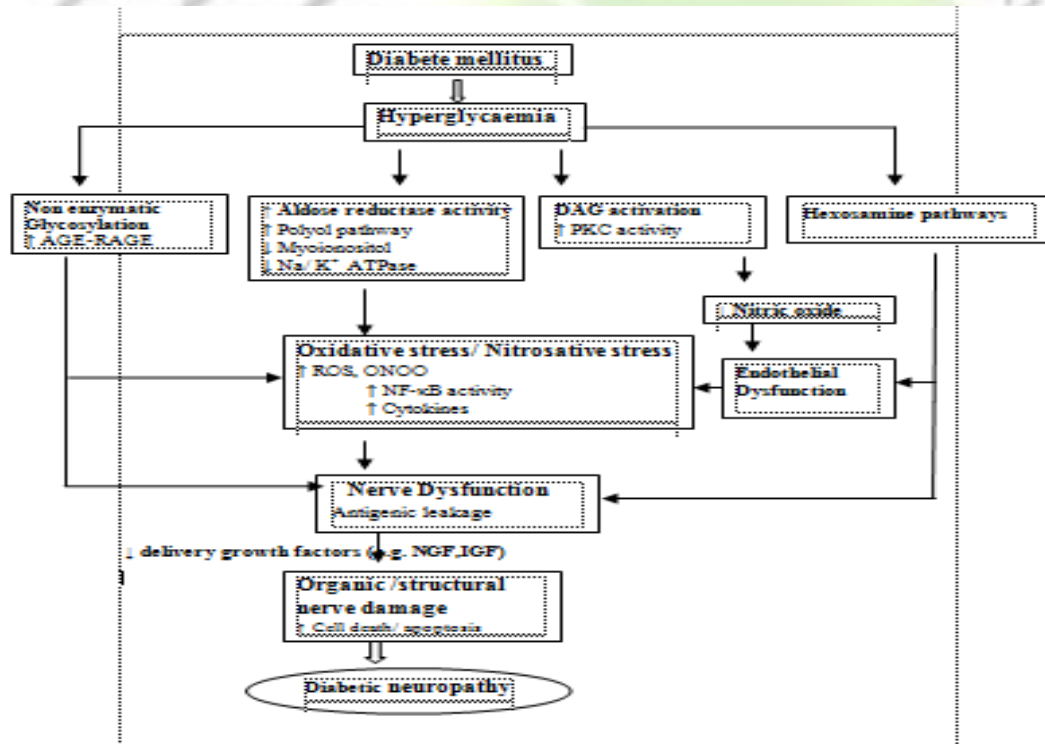 Diabete mellitus
Hyperglycaemia
Non enzymatic
Glycosylation
↑ AGE-RAGE
↑ Aldose reductase activity
↑ Polyol pathway
↓ Myoionositol
↓ Na/ K⁺ ATPase
DAG activation
↑ PKC activity
Hexosamine pathways
↓ Nitric oxide
Oxidative stress/ Nitrosative stress
↑ ROS, ONOO
↑ NF-κB activity
↑ Cytokines
Endothelial
Dysfunction
Nerve Dysfunction
Antigenic leakage
↓ delivery growth factors (e.g. NGF,IGF)
Organic /structural
nerve damage
↑ Cell death/ apoptosis
Diabetic neuropathy